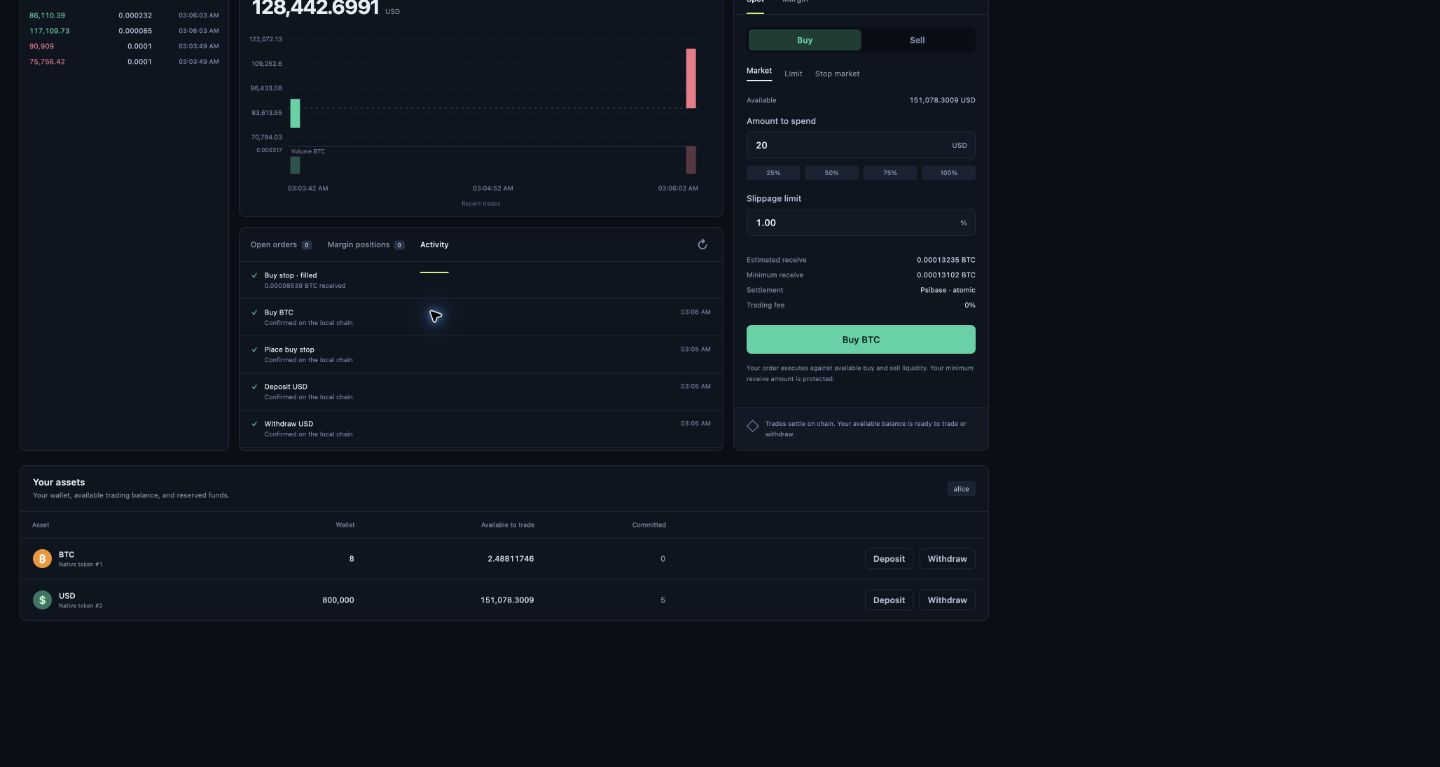 86,110.39 0.000232 03:06:03 AM
117,109.73 0.000085 03:06:03 AM
90,909 0.0001 03:03:49 AM
75,756.42 0.0001 03:03:49 AM
128,442.6991 USD
122,072.13
109,252.6
96,433.08
83,613.55
70,794.03
0.000317 Volume BTC
03:03:42 AM 03:04:52 AM 03:06:02 AM
Recent trades
Open orders 0 Margin positions 0 Activity
Buy stop · filled
0.00008539 BTC received
Buy BTC 03:06 AM
Confirmed on the local chain
Place buy stop 03:05 AM
Confirmed on the local chain
Deposit USD 03:05 AM
Confirmed on the local chain
Withdraw USD 03:05 AM
Confirmed on the local chain
Spot Margin
Buy Sell
Market Limit Stop market
Available 151,078.3009 USD
Amount to spend
20 USD
25% 50% 75% 100%
Slippage limit
1.00 %
Estimated receive 0.00013235 BTC
Minimum receive 0.00013102 BTC
Settlement Psibase · atomic
Trading fee 0%
Buy BTC
Your order executes against available buy and sell liquidity. Your minimum
receive amount is protected.
Trades settle on chain. Your available balance is ready to trade or
withdraw.
Your assets
Your wallet, available trading balance, and reserved funds.
alice
Asset Wallet Available to trade Committed
BTC
Native token #1
8 2.48811746 0 Deposit Withdraw
USD
Native token #2
800,000 151,078.3009 5 Deposit Withdraw